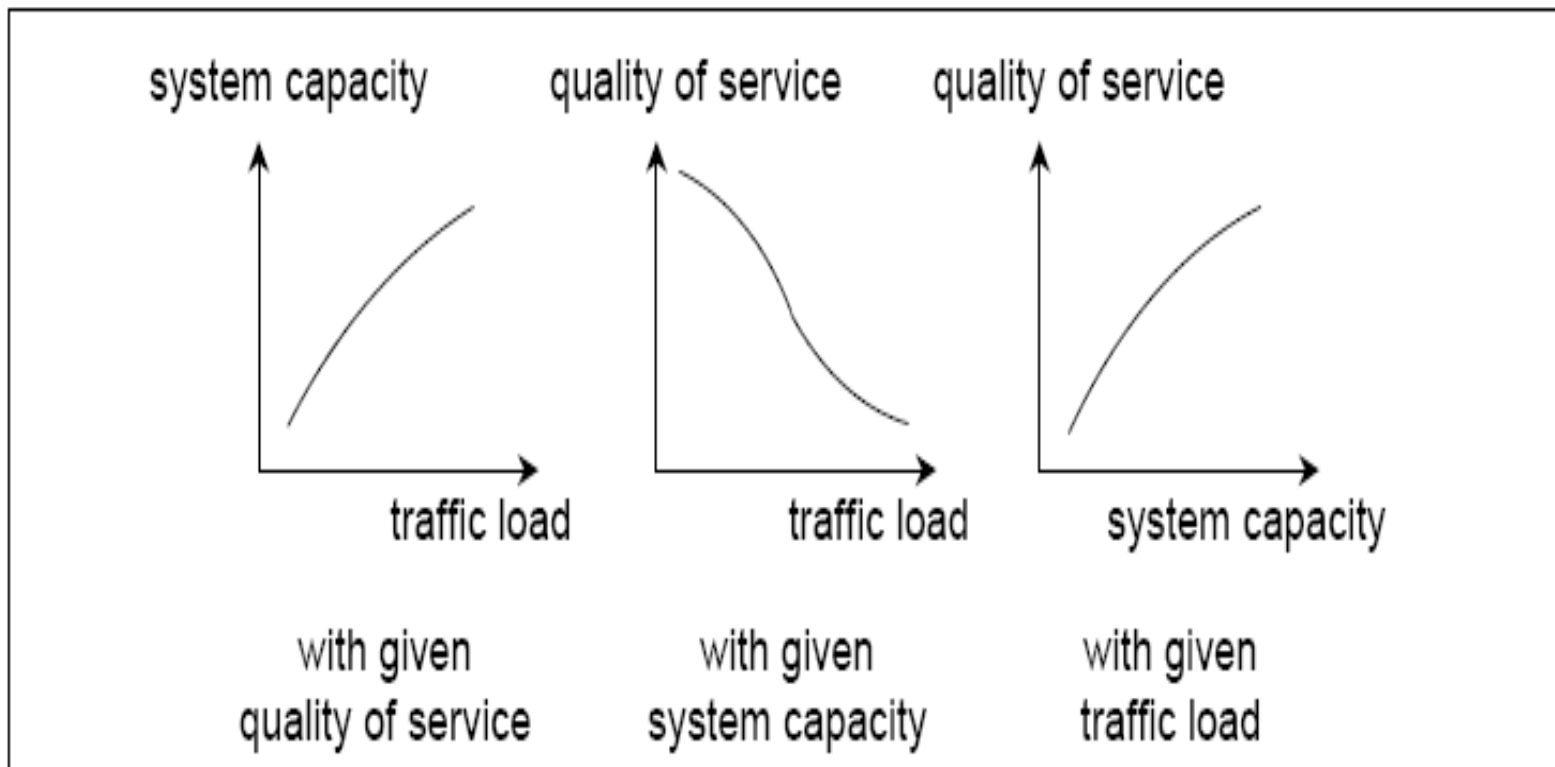 system capacity
quality of service
quality of service
traffic load
traffic load
system capacity
with given
quality of service
with given
system capacity
with given
traffic load